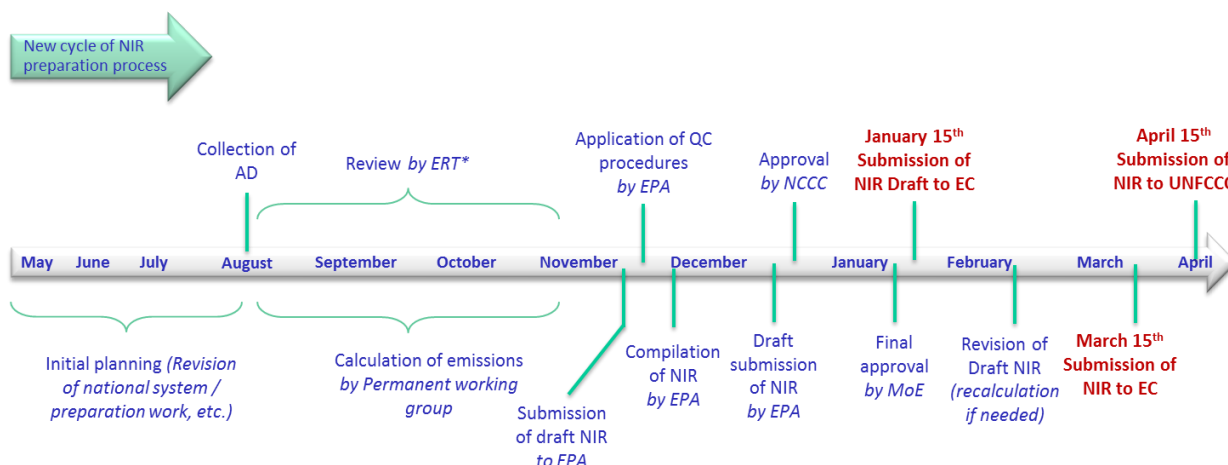 New cycle of NIR
preparation process
Collection of
AD
Review by ERT*
Application of QC
procedures
by EPA
Approval
by NCCC
January 15th
Submission of
NIR Draft to EC
April 15th
Submission of
NIR to UNFCCC
May June July August September October November December January February March April
Initial planning (Revision
of national system /
preparation work, etc.)
Calculation of emissions
by Permanent working
group
Submission
of draft NIR
to EPA
Compilation
of NIR
by EPA
Draft
submission
of NIR by
EPA
Final
approval
by MoE
Revision of
Draft NIR
(recalculation
if needed)
March 15th
Submission of
NIR to EC